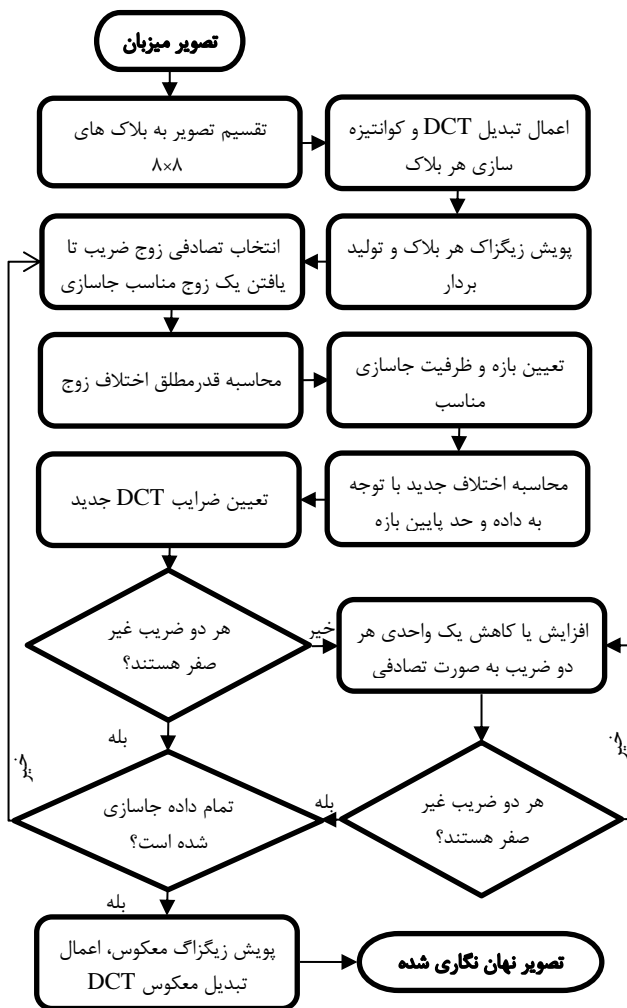 تصویر میزبان
تقسیم تصویر به بلاک های
۸×۸
اعمال تبدیل DCT و کوانتیزه
سازی هر بلاک
پویش زیگزاک هر بلاک و تولید
بردار
انتخاب تصادفی زوج ضریب تا
یافتن یک زوج مناسب جاسازی
محاسبه قدرمطلق اختلاف زوج
تعیین بازه و ظرفیت جاسازی
مناسب
محاسبه اختلاف جدید با توجه
به داده و حد پایین بازه
تعیین ضرایب DCT جدید
هر دو ضریب غیر
صفر هستند؟
خیر
افزایش یا کاهش یک واحدی هر
دو ضریب به صورت تصادفی
بله
هر دو ضریب غیر
صفر هستند؟
خیر
بله
تمام داده جاسازی
شده است؟
خیر
بله
پویش زیگزاگ معکوس، اعمال
تبدیل معکوس DCT
تصویر نهان نگاری شده